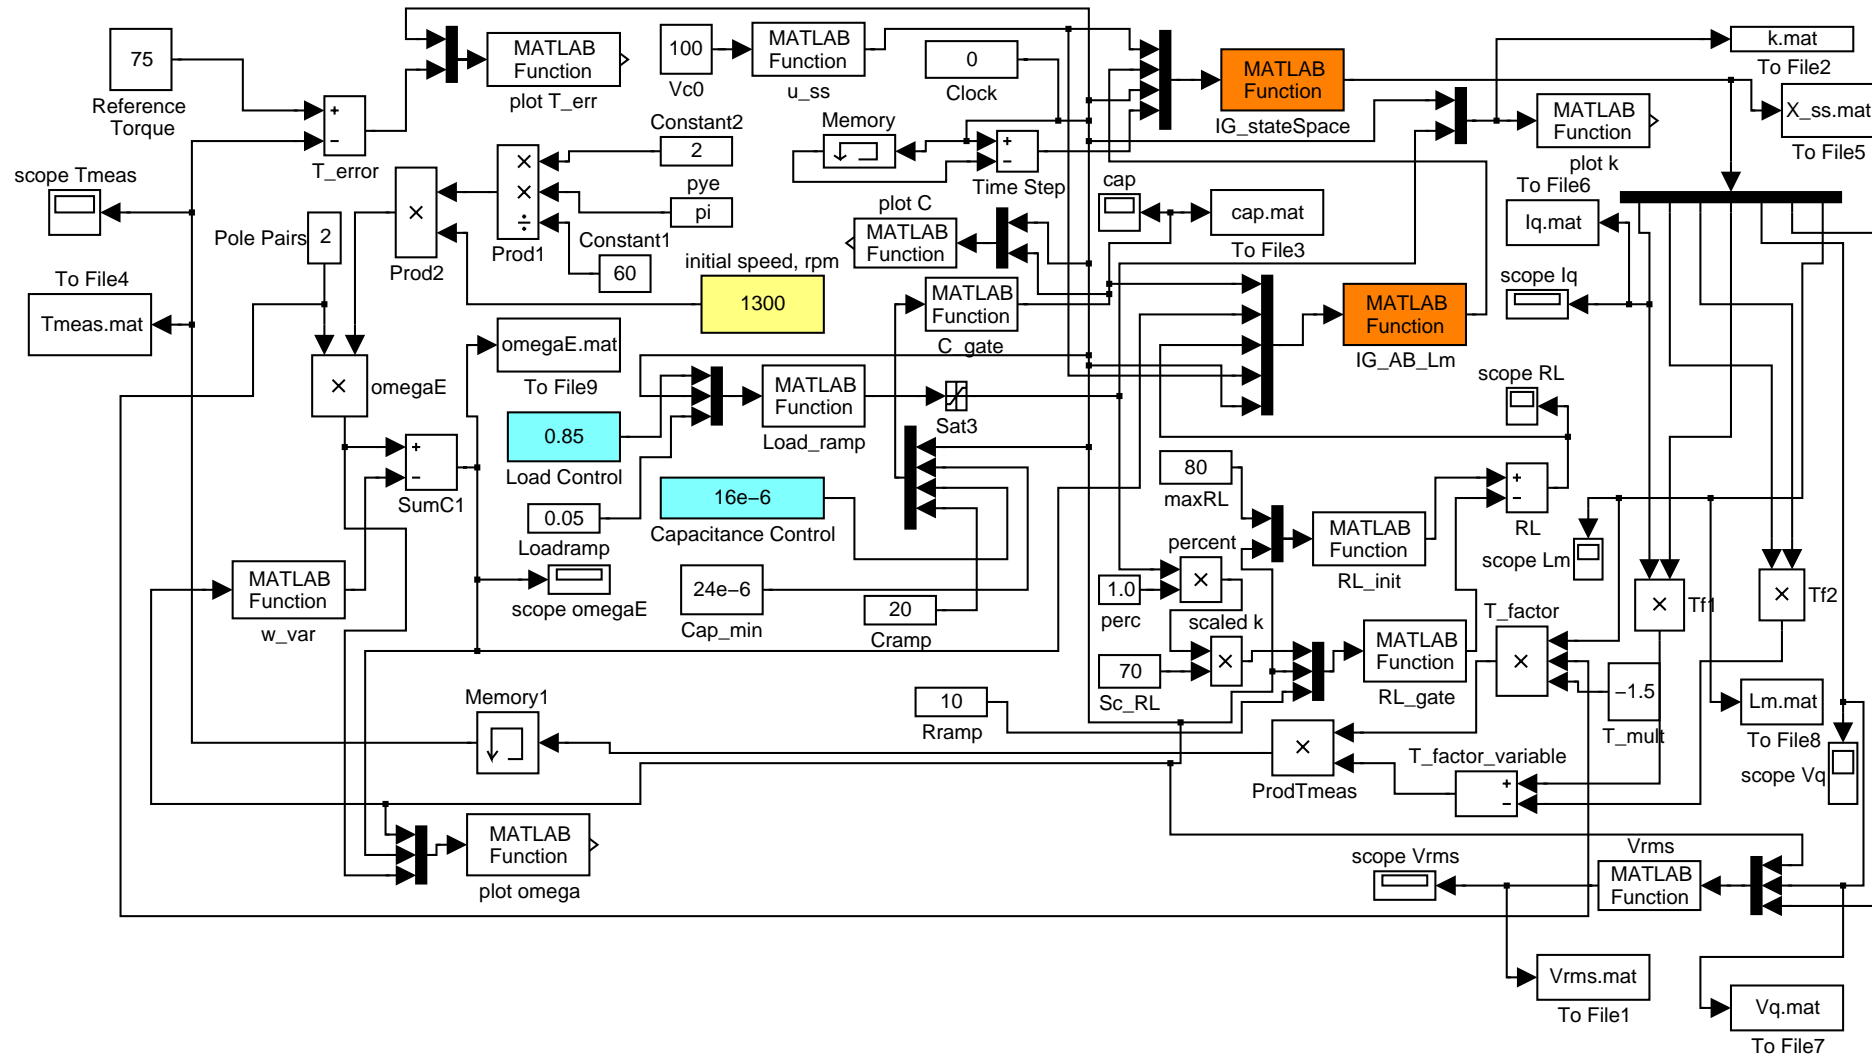 75
Reference
Torque
+
−
T_error
MATLAB
Function
plot T_err
100
Vc0
MATLAB
Function
u_ss
0
Clock
MATLAB
Function
IG_stateSpace
k.mat
To File2
X_ss.mat
To File5
MATLAB
Function
plot k
Memory
+
−
Time Step
Constant2
2
pye
pi
Constant1
60
×
×
÷
Prod1
×
Prod2
scope Tmeas
Pole Pairs
2
To File4
Tmeas.mat
initial speed, rpm
1300
plot C
MATLAB
Function
cap
cap.mat
To File3
To File6
Iq.mat
scope Iq
MATLAB
Function
C_gate
MATLAB
Function
IG_AB_Lm
×
omegaE
omegaE.mat
To File9
0.85
Load Control
MATLAB
Function
Load_ramp
Sat3
scope RL
+
−
SumC1
0.05
Loadramp
16e−6
Capacitance Control
24e−6
Cap_min
20
Cramp
scope omegaE
MATLAB
Function
w_var
80
maxRL
MATLAB
Function
RL_init
+
−
RL
scope Lm
percent
1.0
perc
×
scaled k
70
Sc_RL
×
MATLAB
Function
RL_gate
T_factor
×
×
Tf1
×
Tf2
−1.5
T_mult
Lm.mat
To File8
scope Vq
10
Rramp
Memory1
×
ProdTmeas
T_factor_variable
+
−
MATLAB
Function
plot omega
scope Vrms
Vrms
MATLAB
Function
Vrms.mat
To File1
Vq.mat
To File7